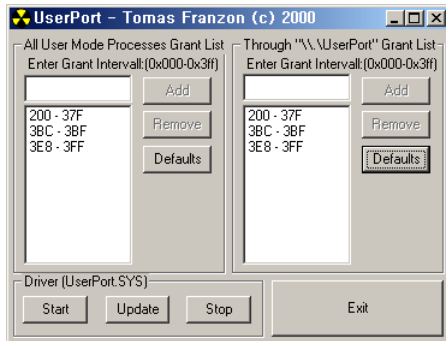 UserPort - Tomas Franzon (c) 2000
All User Mode Processes Grant List
Enter Grant Intervall:(0x000-0x3ff)
Add
200 - 37F
3BC - 3BF
3E8 - 3FF
Remove
Defaults
Through "\\.\UserPort" Grant List
Enter Grant Intervall:(0x000-0x3ff)
Add
200 - 37F
3BC - 3BF
3E8 - 3FF
Remove
Defaults
Driver (UserPort.SYS)
Start
Update
Stop
Exit